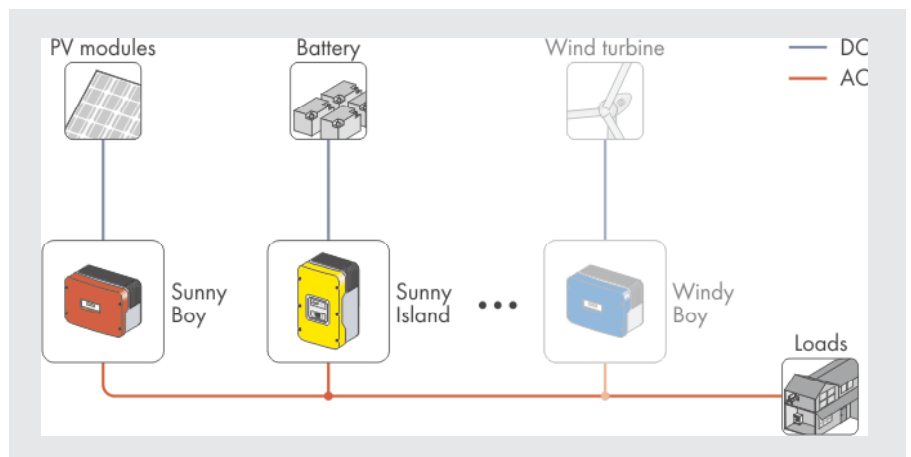 PV modules
Battery
Wind turbine
DC
AC
Sunny
Boy
Sunny
Island
•••
Windy
Boy
Loads